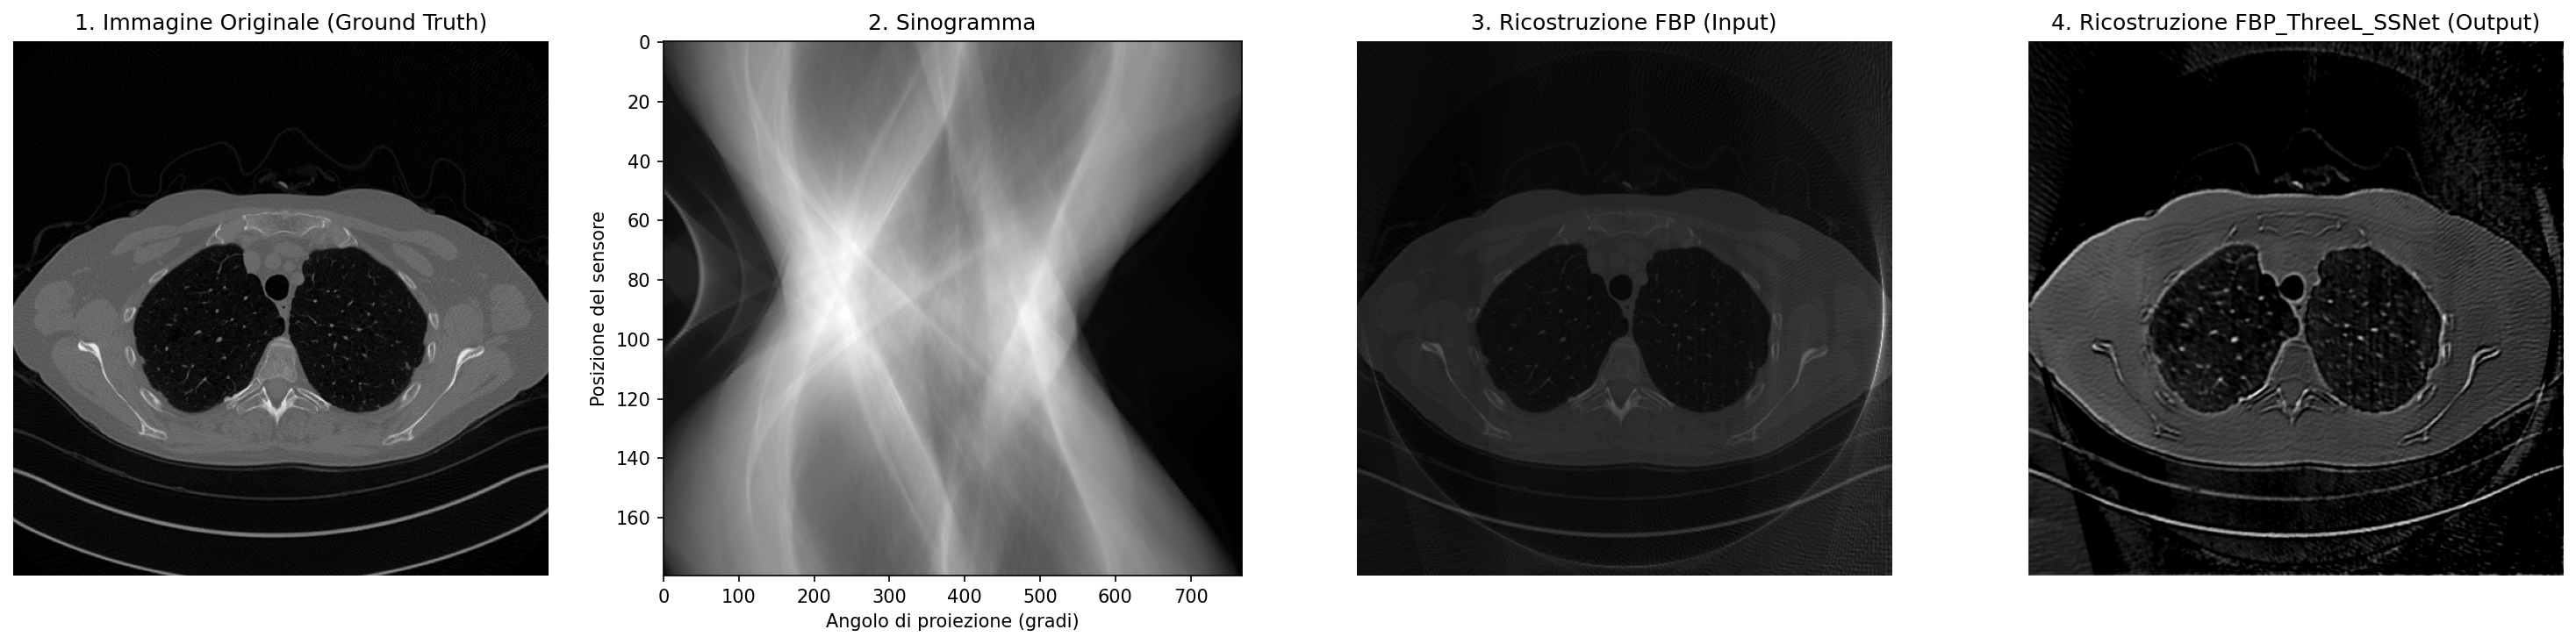 1. Immagine Originale (Ground Truth)
2. Sinogramma
3. Ricostruzione FBP (Input)
4. Ricostruzione FBP_ThreeL_SSNet (Output)
Posizione del sensore
0
20
40
60
80
100
120
140
160
0 100 200 300 400 500 600 700
Angolo di proiezione (gradi)